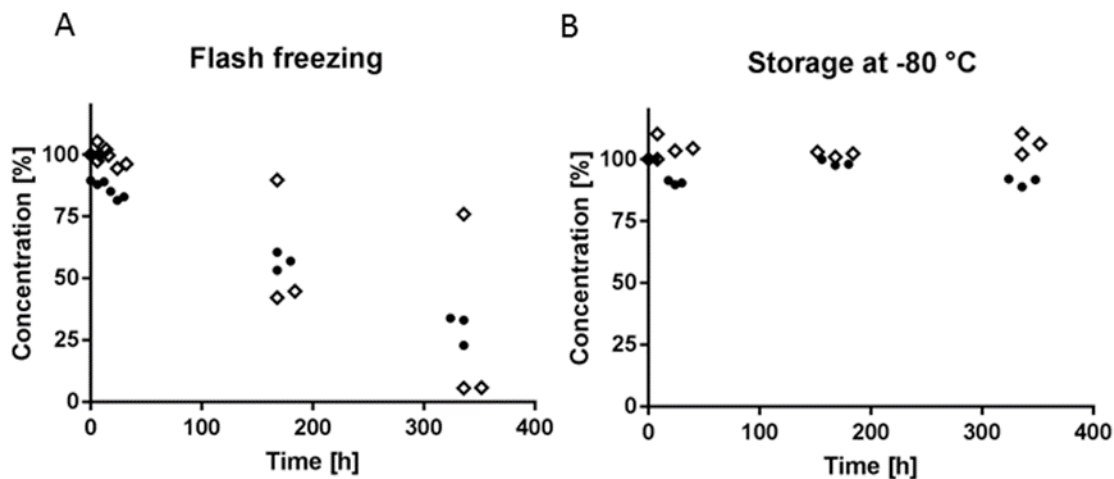 A
Flash freezing
Concentration [%]
100
75
50
25
0
0 100 200 300 400
Time [h]
B
Storage at -80 °C
Concentration [%]
100
75
50
25
0
0 100 200 300 400
Time [h]